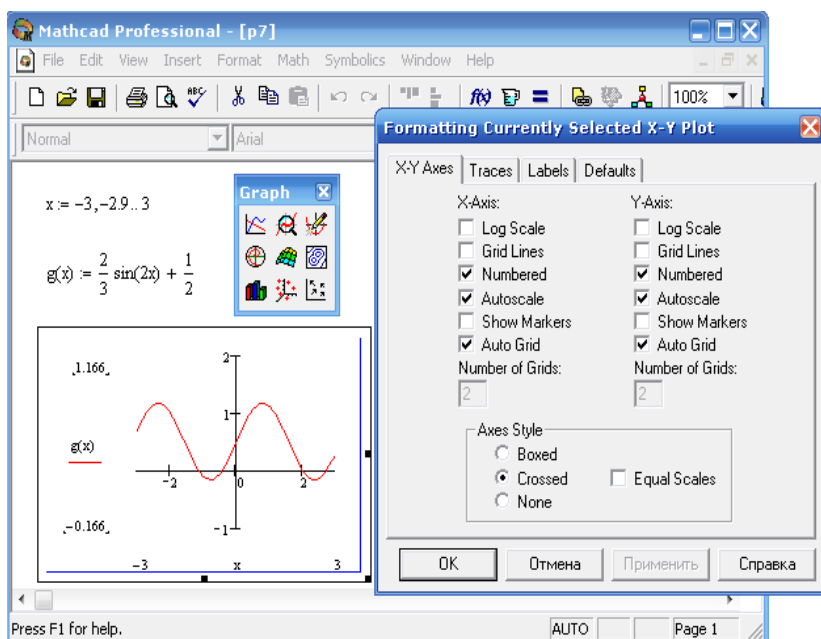 Mathcad Professional - [p7]
File Edit View Insert Format Math Symbolics Window Help
ABC f(x) = 100%
Normal Arial
x := −3,−2.9.. 3
g(x) := 2/3 sin(2x) + 1/2
Graph
1.166
g(x)
−0.166
2
1
−1
−2 0 2
−3 x 3
Formatting Currently Selected X-Y Plot
X-Y Axes Traces Labels Defaults
X-Axis: Y-Axis:
Log Scale Log Scale
Grid Lines Grid Lines
Numbered Numbered
Autoscale Autoscale
Show Markers Show Markers
Auto Grid Auto Grid
Number of Grids: Number of Grids:
2 2
Axes Style
Boxed
Crossed Equal Scales
None
OK Отмена Применить Справка
Press F1 for help. AUTO Page 1